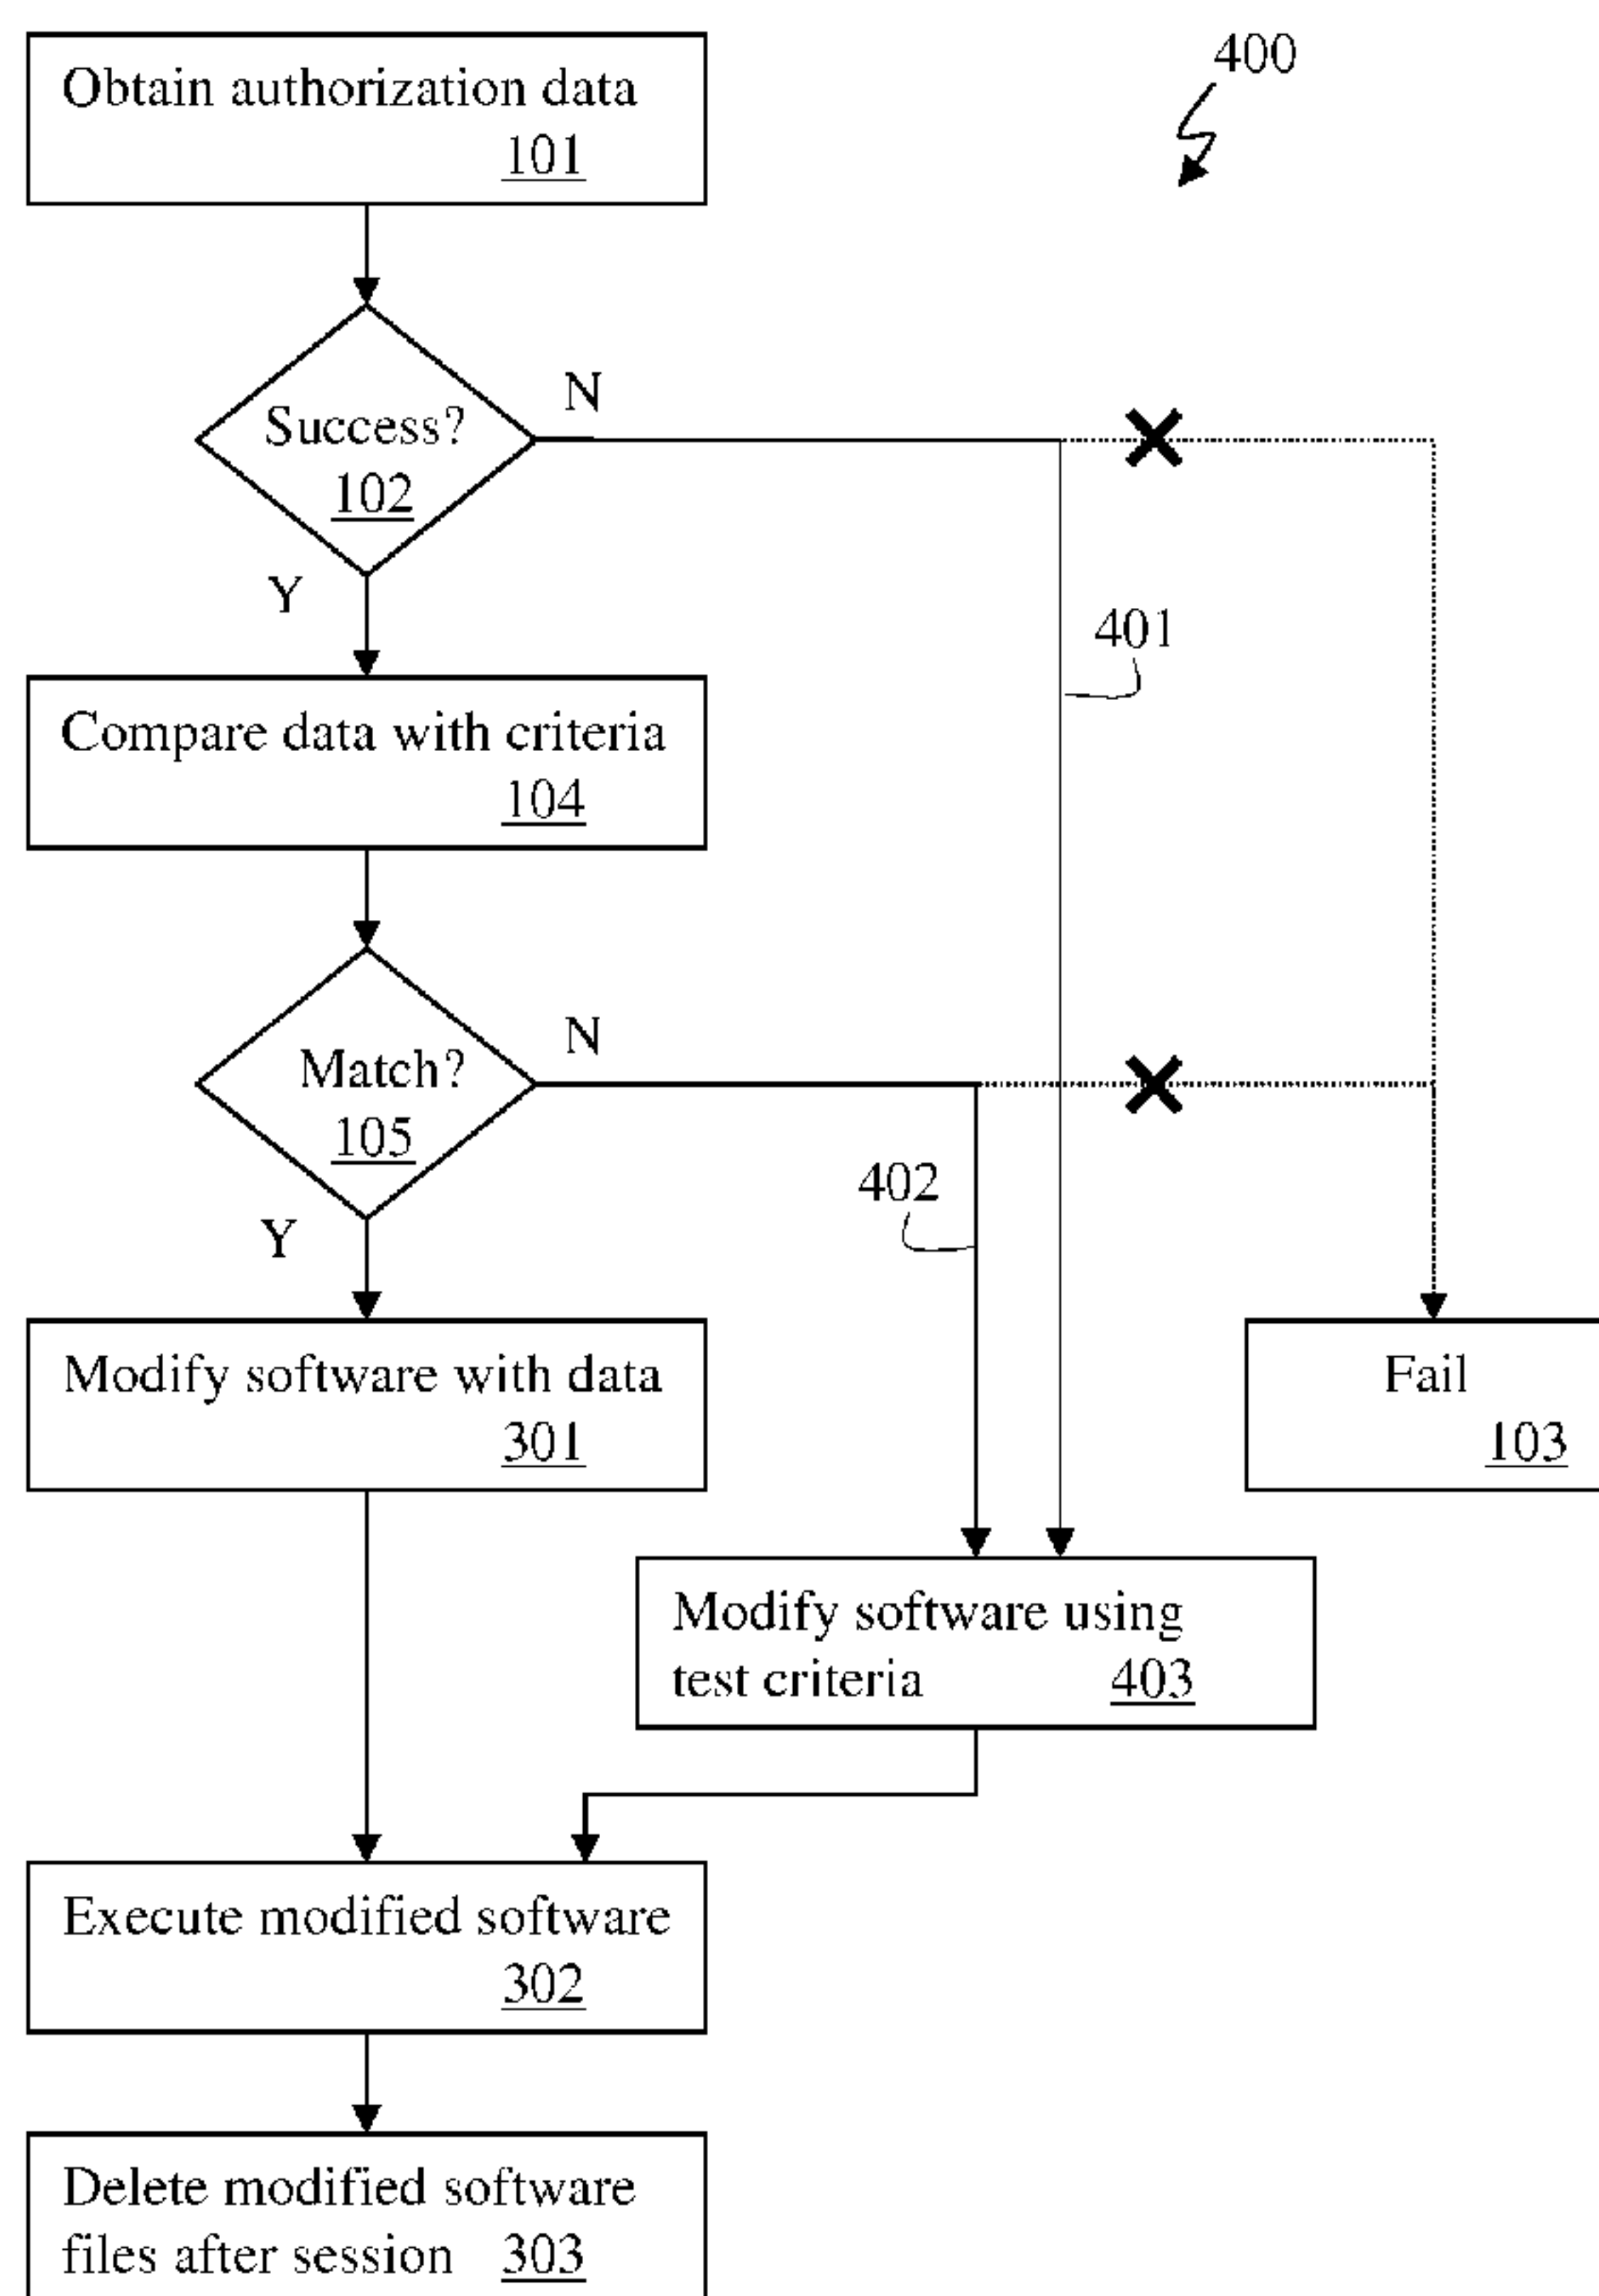 Obtain authorization data
101
400
Success?
102
N
Y
401
Compare data with criteria
104
Match?
105
N
402
Y
Modify software with data
301
Fail
103
Modify software using
test criteria 403
Execute modified software
302
Delete modified software
files after session 303